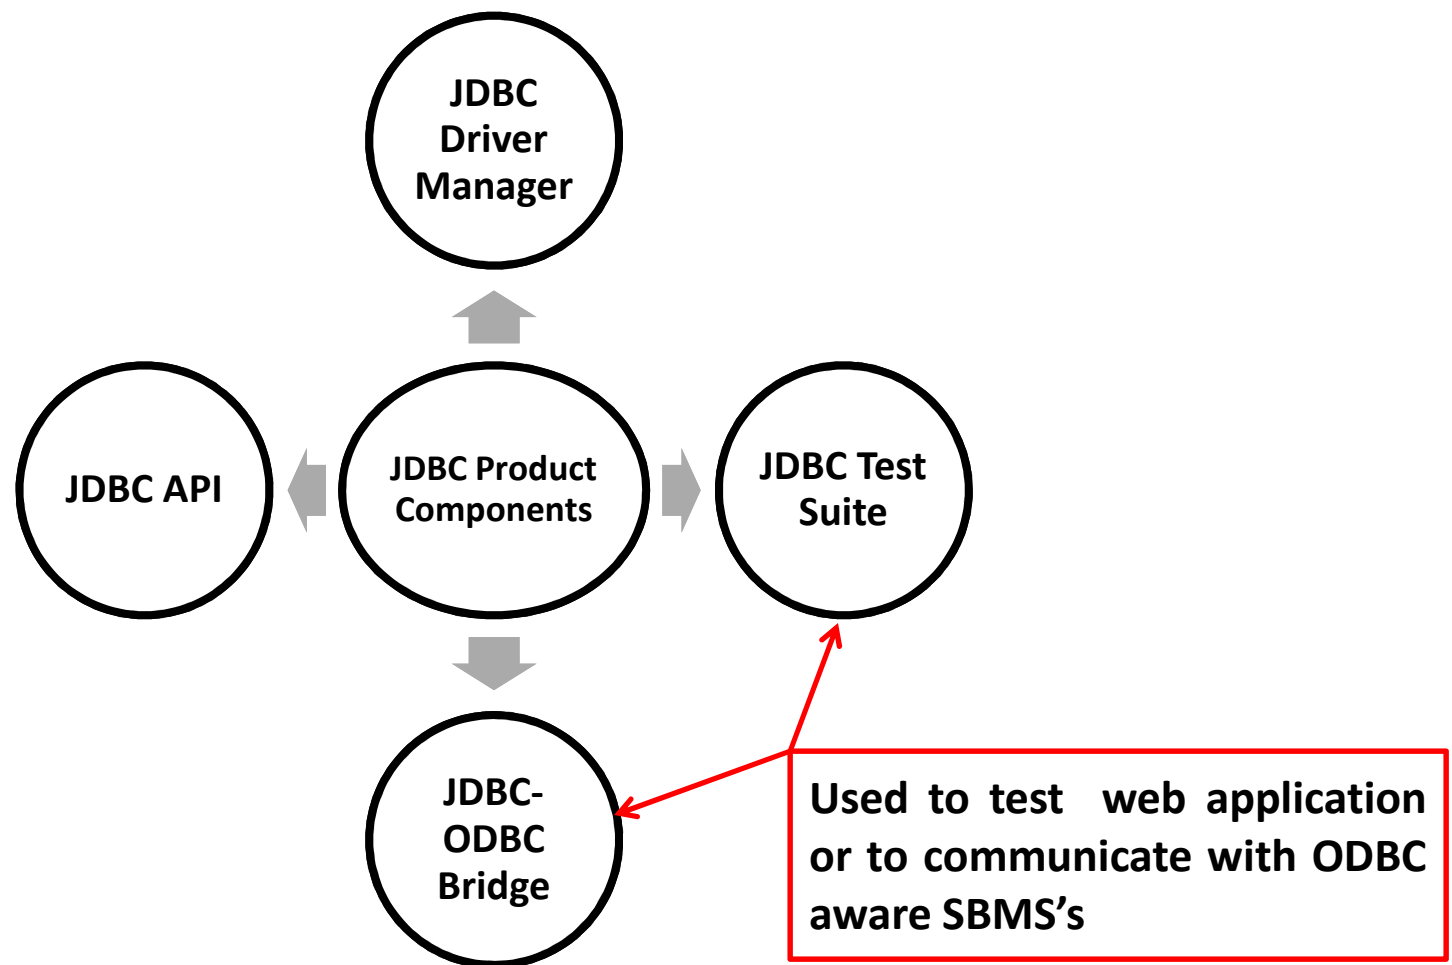 JDBC
Driver
Manager
JDBC API
JDBC Product
Components
JDBC Test
Suite
JDBC-
ODBC
Bridge
Used to test web application
or to communicate with ODBC
aware SBMS’s